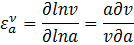 ε_a^ν = ∂lnv/∂lna = a∂v/v∂a